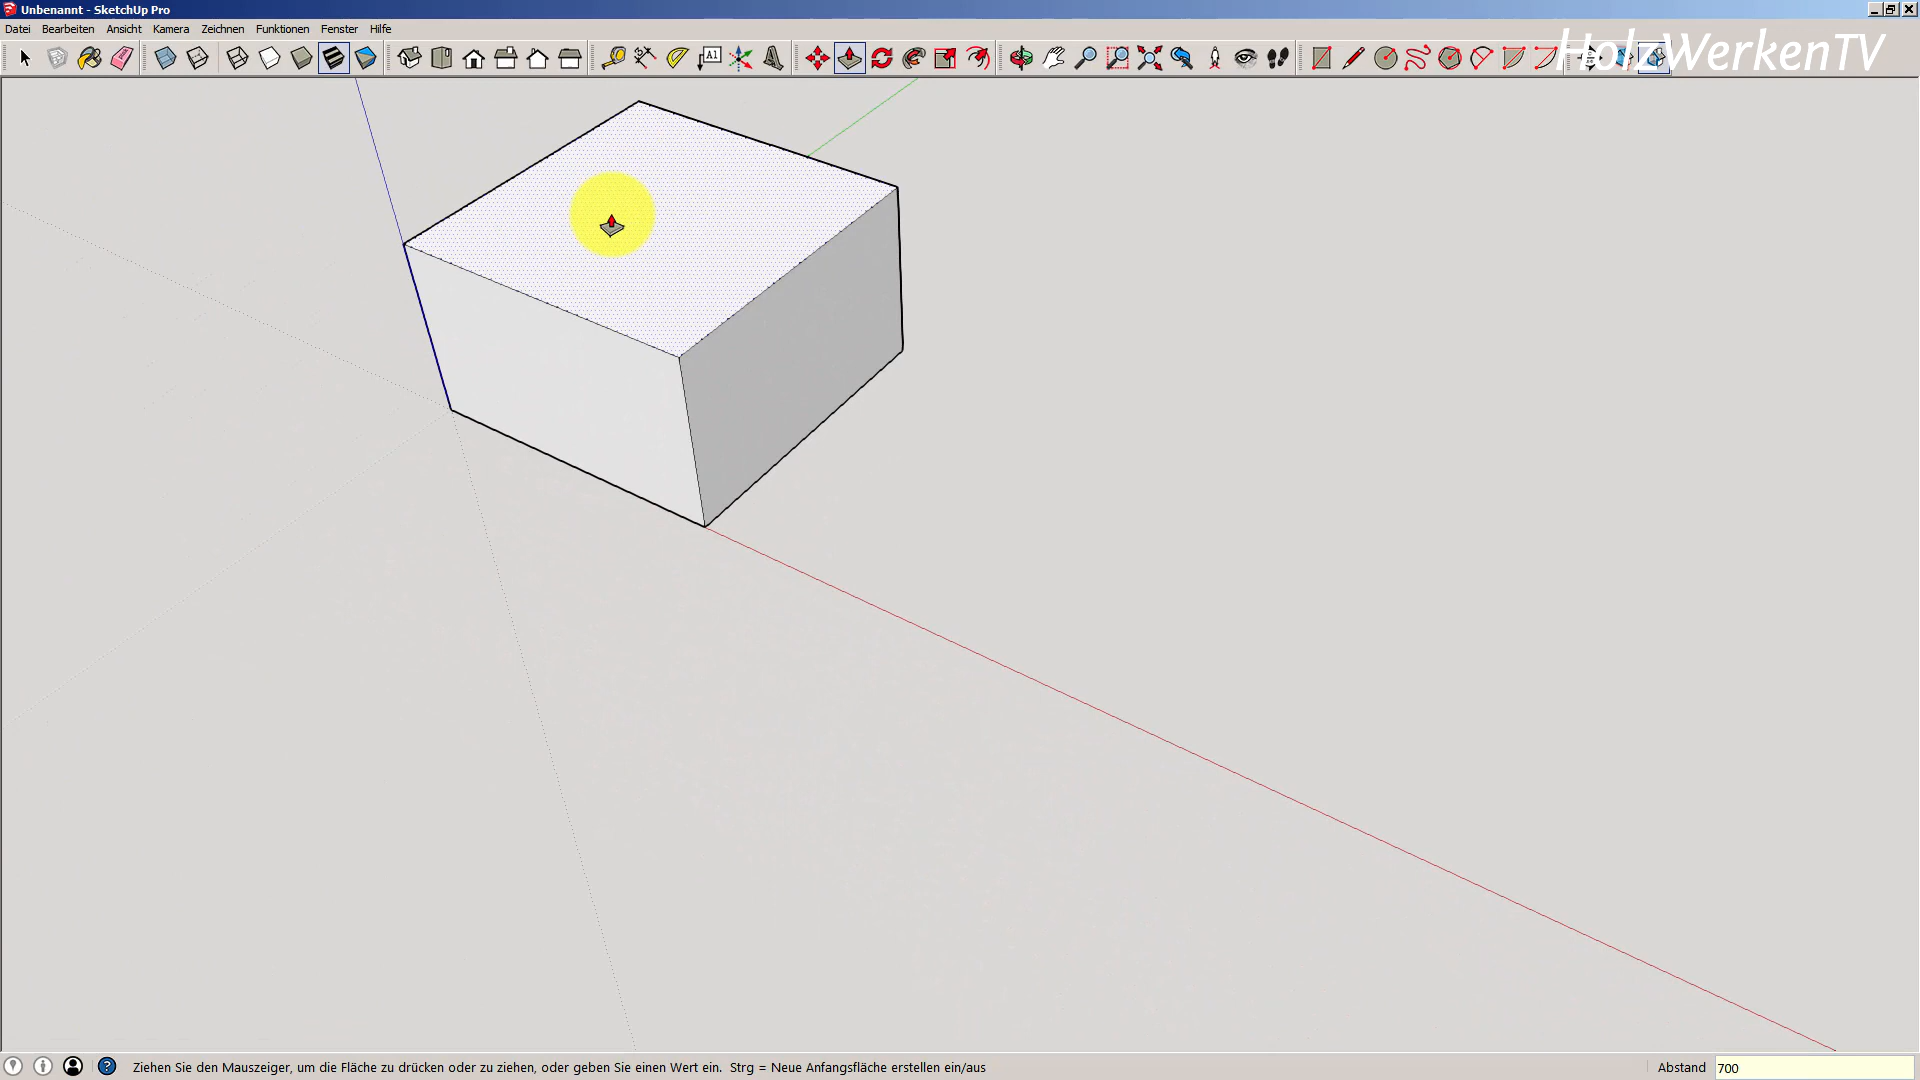 Unbenannt - SketchUp Pro
Datei Bearbeiten Ansicht Kamera Zeichnen Funktionen Fenster Hilfe
A1
HolzWerkenTV
Ziehen Sie den Mauszeiger, um die Fläche zu drücken oder zu ziehen, oder geben Sie einen Wert ein. Strg = Neue Anfangsfläche erstellen ein/aus
Abstand 700